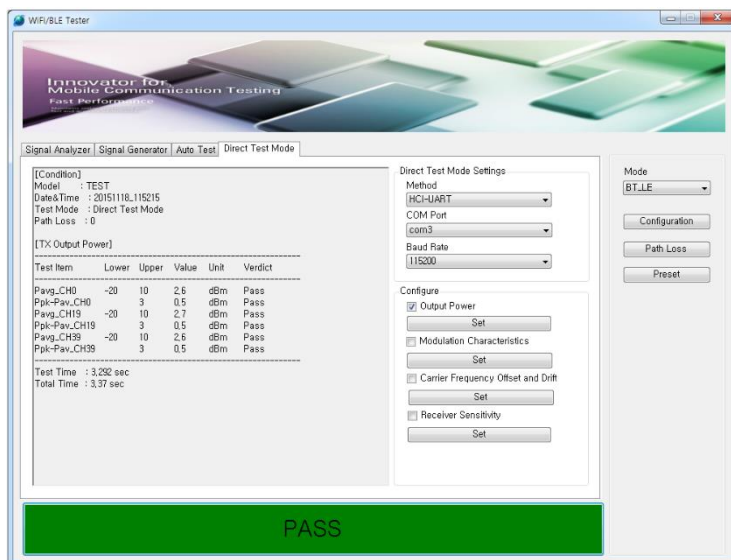 WiFi/BLE Tester
Innovator for
Mobile Communication Testing
Fast Performance
Signal Analyzer
Signal Generator
Auto Test
Direct Test Mode
[Condition]
Model : TEST
Date&Time : 20151118_115215
Test Mode : Direct Test Mode
Path Loss : 0
[TX Output Power]
Test Item Lower Upper Value Unit Verdict
Pavg_CH0 -20 10 2.6 dBm Pass
Ppk-Pav_CH0 3 0.5 dBm Pass
Pavg_CH19 -20 10 2.7 dBm Pass
Ppk-Pav_CH19 3 0.5 dBm Pass
Pavg_CH39 -20 10 2.6 dBm Pass
Ppk-Pav_CH39 3 0.5 dBm Pass
Test Time : 3.292 sec
Total Time : 3.37 sec
Direct Test Mode Settings
Method
HCI-UART
COM Port
com3
Baud Rate
115200
Configure
Output Power
Set
Modulation Characteristics
Set
Carrier Frequency Offset and Drift
Set
Receiver Sensitivity
Set
Mode
BT_LE
Configuration
Path Loss
Preset
PASS